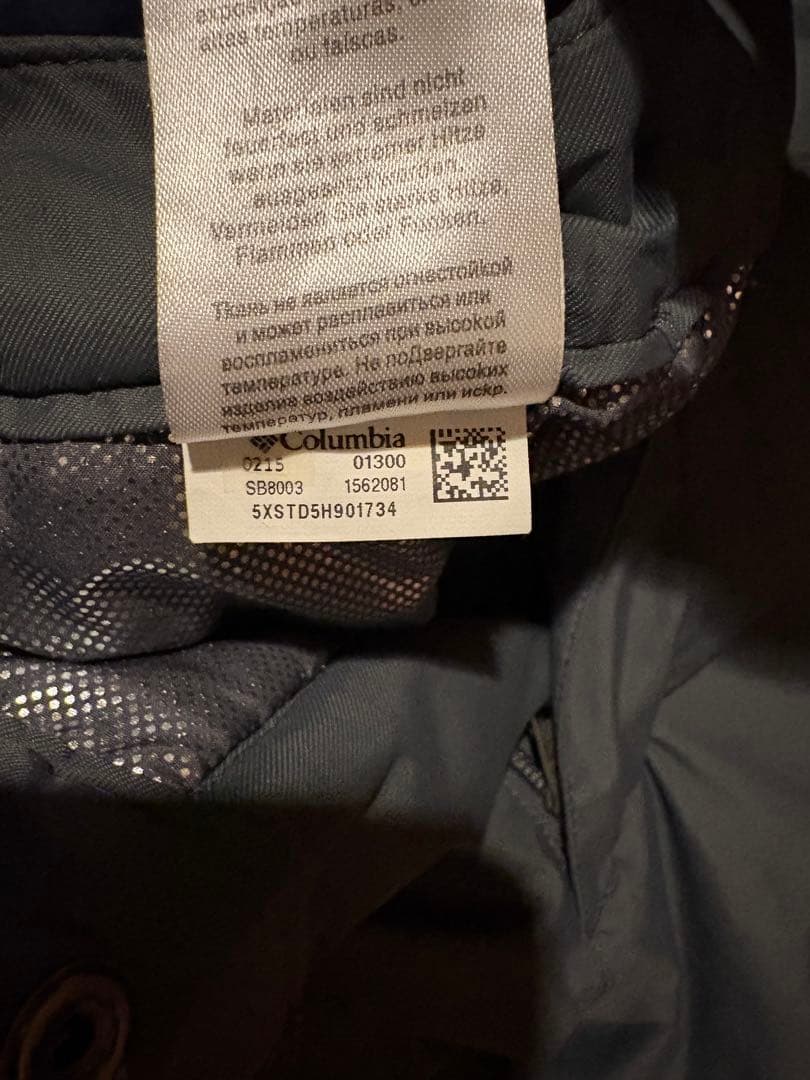 altas temperaturas,
ou faíscas.
Materialien sind nicht
feuerfest und schmelzen
wenn sie extremer Hitze
ausgesetzt werden.
Vermeiden Sie starke Hitze,
Flammen oder Funken.
Ткань не является огнестойкой
и может расплавиться или
воспламениться при высокой
температуре. Не подвергайте
изделие воздействию высоких
температур, пламени или искр.
Columbia
0215 01300
SB8003 1562081
5XSTD5H901734